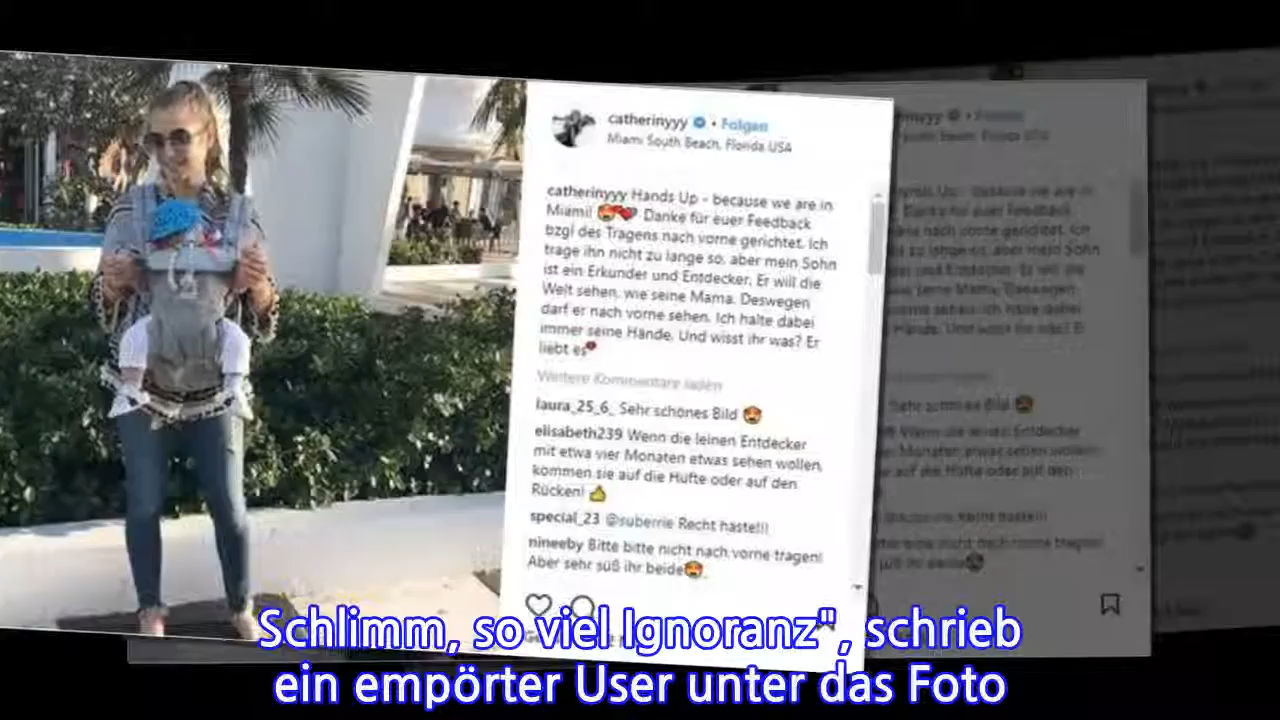 catherinyyy • Folgen
Miami South Beach, Florida USA
catherinyyy Hands Up - because we are in
Miami! 😍❤️ Danke für euer Feedback
bzgl des Tragens nach vorne gerichtet. Ich
trage ihn nicht zu lange so, aber mein Sohn
ist ein Erkunder und Entdecker. Er will die
Welt sehen, wie seine Mama. Deswegen
darf er nach vorne sehen. Ich halte dabei
immer seine Hände. Und wisst ihr was? Er
liebt es❤️
Weitere Kommentare laden
laura_25_6_ Sehr schönes Bild 😍
elisabeth239 Wenn die leinen Entdecker
mit etwa vier Monaten etwas sehen wollen,
kommen sie auf die Hüfte oder auf den
Rücken! 👍
special_23 @suberrie Recht haste!!!
nineeby Bitte bitte nicht nach vorne tragen!
Aber sehr süß ihr beide😍
Schlimm, so viel Ignoranz", schrieb
ein empörter User unter das Foto